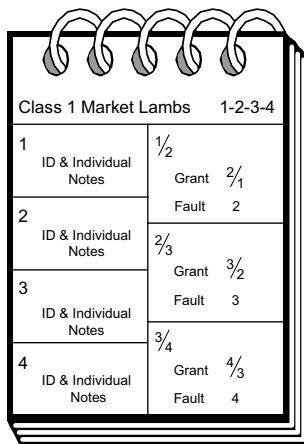 Class 1 Market Lambs 1-2-3-4
1
ID & Individual
Notes
2
ID & Individual
Notes
3
ID & Individual
Notes
4
ID & Individual
Notes
1/2
Grant 2/1
Fault 2
2/3
Grant 3/2
Fault 3
3/4
Grant 4/3
Fault 4